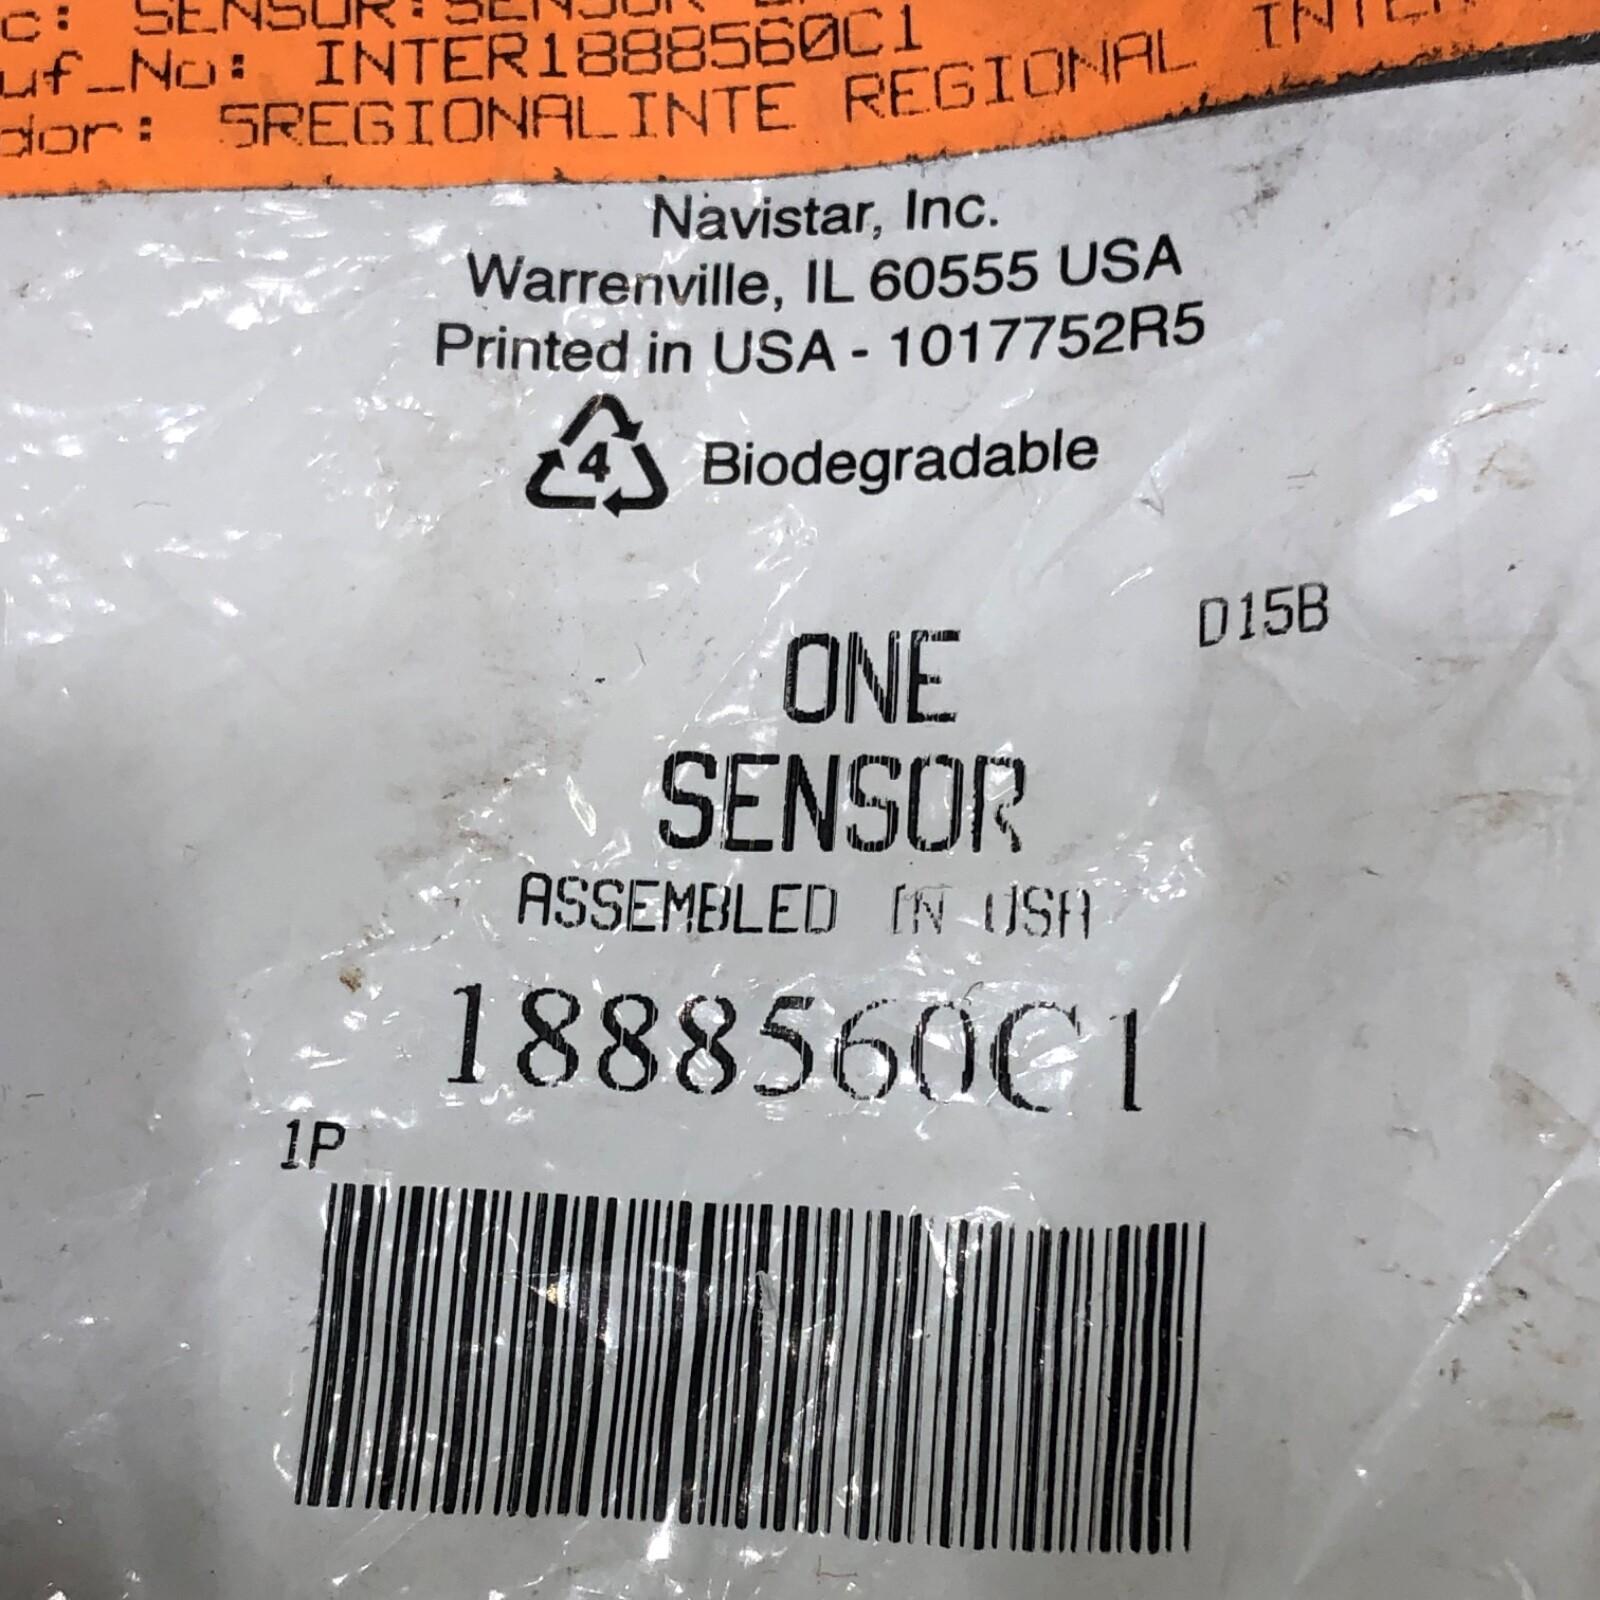 c: SENSOR:SENSOR
uf_No: INTER1888560C1
dor: SREGIONALINTE REGIONAL INTER
Navistar, Inc.
Warrenville, IL 60555 USA
Printed in USA - 1017752R5
4 Biodegradable
D15B
ONE
SENSOR
ASSEMBLED IN USA
1888560C1
1P